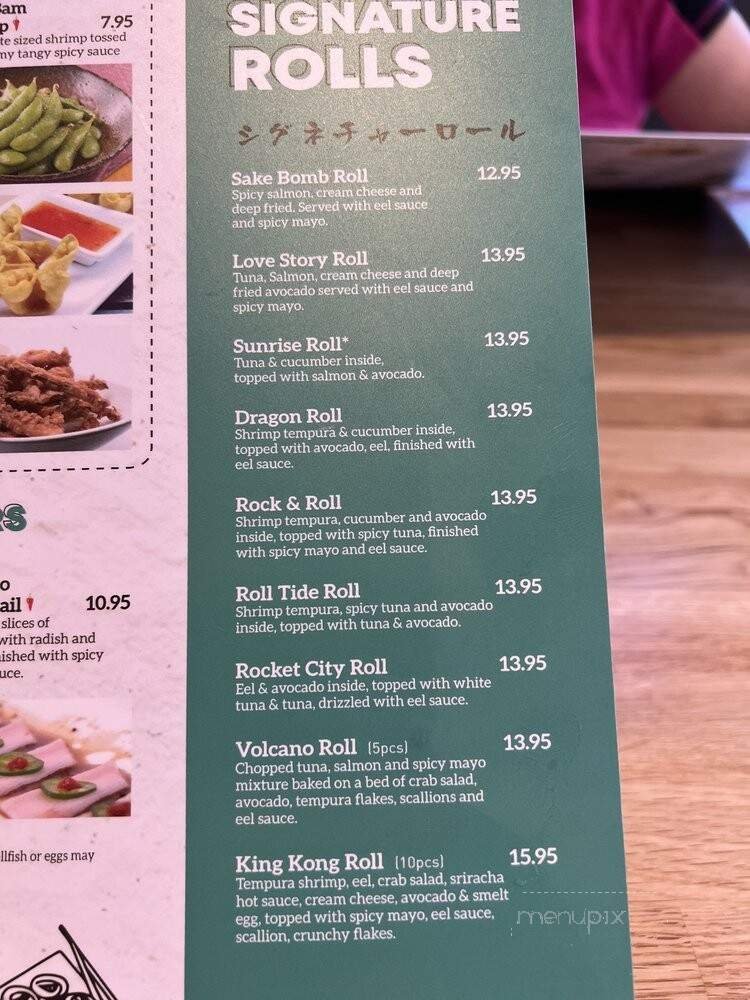 Bam
7.95
te sized shrimp tossed
my tangy spicy sauce
10.95
slices of
with radish and
ished with spicy
uce.
llfish or eggs may
SIGNATURE
ROLLS
シグネチャーロール
Sake Bomb Roll 12.95
Spicy salmon, cream cheese and
deep fried. Served with eel sauce
and spicy mayo.
Love Story Roll 13.95
Tuna, Salmon, cream cheese and deep
fried avocado served with eel sauce and
spicy mayo.
Sunrise Roll* 13.95
Tuna & cucumber inside,
topped with salmon & avocado.
Dragon Roll 13.95
Shrimp tempura & cucumber inside,
topped with avocado, eel, finished with
eel sauce.
Rock & Roll 13.95
Shrimp tempura, cucumber and avocado
inside, topped with spicy tuna, finished
with spicy mayo and eel sauce.
Roll Tide Roll 13.95
Shrimp tempura, spicy tuna and avocado
inside, topped with tuna & avocado.
Rocket City Roll 13.95
Eel & avocado inside, topped with white
tuna & tuna, drizzled with eel sauce.
Volcano Roll (5pcs) 13.95
Chopped tuna, salmon and spicy mayo
mixture baked on a bed of crab salad,
avocado, tempura flakes, scallions and
eel sauce.
King Kong Roll (10pcs) 15.95
Tempura shrimp, eel, crab salad, sriracha
hot sauce, cream cheese, avocado & smelt
egg, topped with spicy mayo, eel sauce,
scallion, crunchy flakes.
menupix